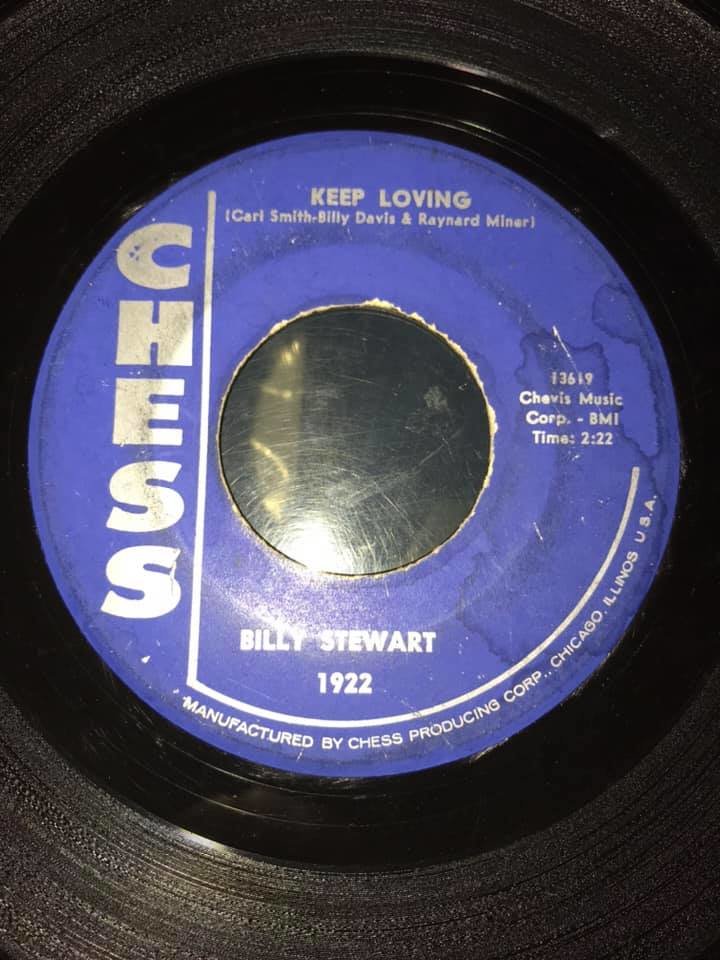 KEEP LOVING
(Carl Smith-Billy Davis & Raynard Miner)
CHESS
13619
Chevis Music
Corp. - BMI
Time: 2:22
BILLY STEWART
1922
MANUFACTURED BY CHESS PRODUCING CORP., CHICAGO, ILLINOS U.S.A.